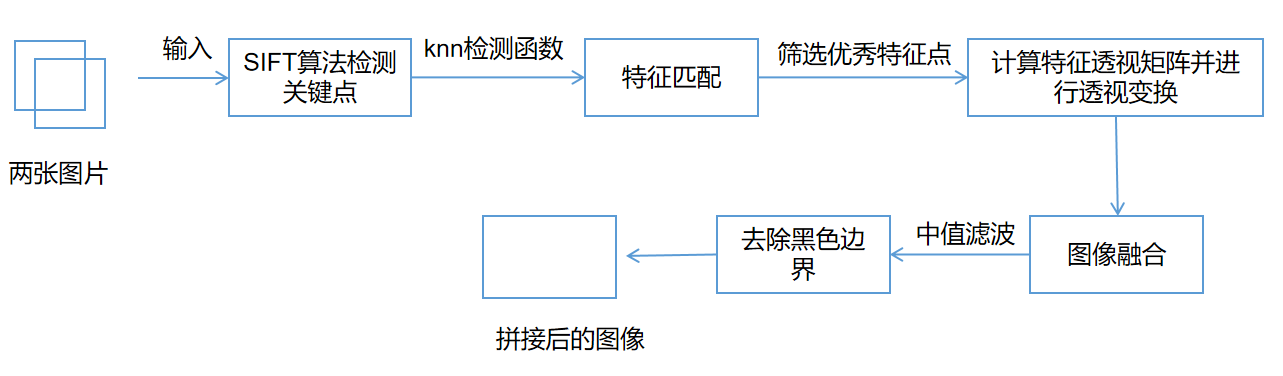 输入
SIFT算法检测
关键点
knn检测函数
特征匹配
筛选优秀特征点
计算特征透视矩阵并进
行透视变换
两张图片
图像融合
中值滤波
去除黑色边
界
拼接后的图像